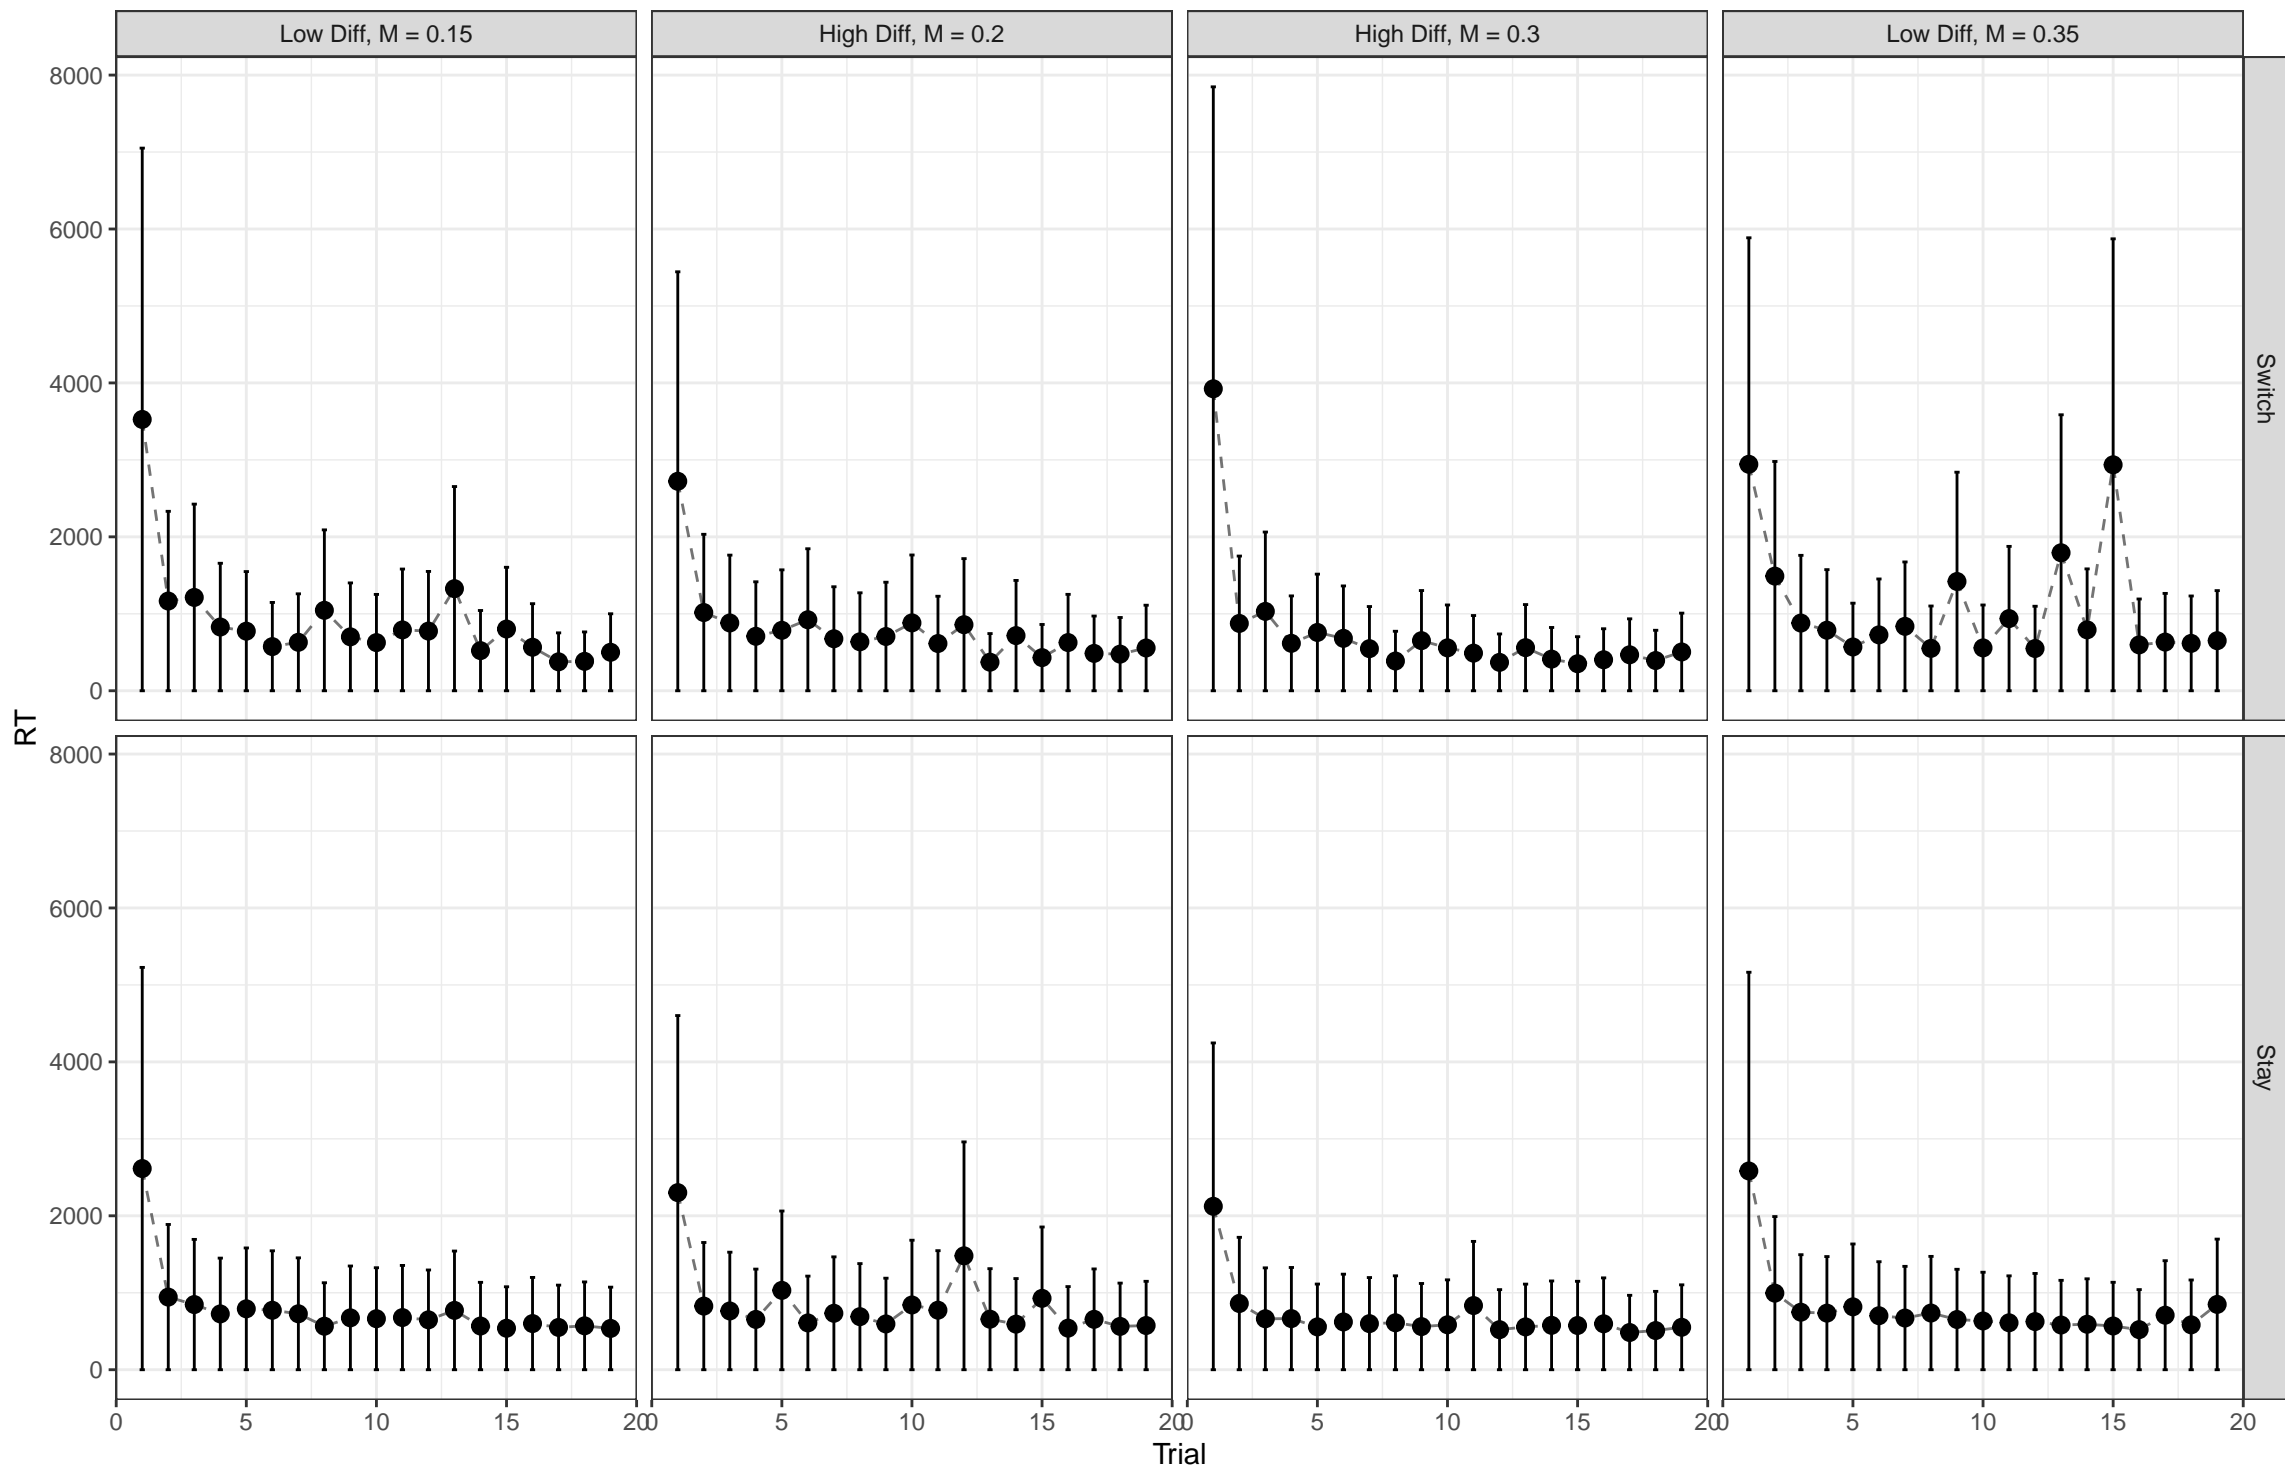 Low Diff, M = 0.15
High Diff, M = 0.2
High Diff, M = 0.3
Low Diff, M = 0.35
8000
6000
4000
2000
0
Switch
RT
8000
6000
4000
2000
0
Stay
0 5 10 15 20
0 5 10 15 20
0 5 10 15 20
0 5 10 15 20
Trial